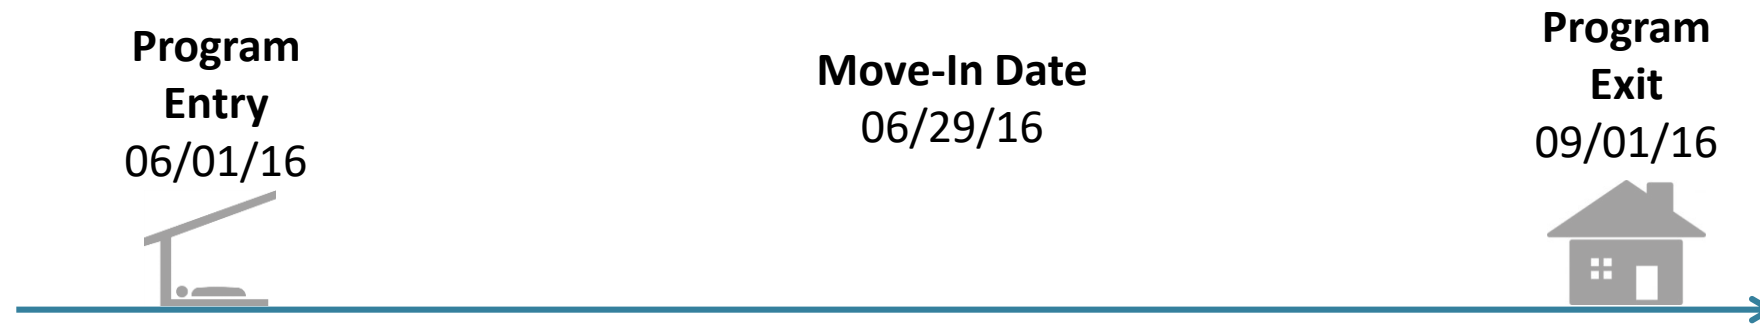 Program
Entry
06/01/16
Move-In Date
06/29/16
Program
Exit
09/01/16